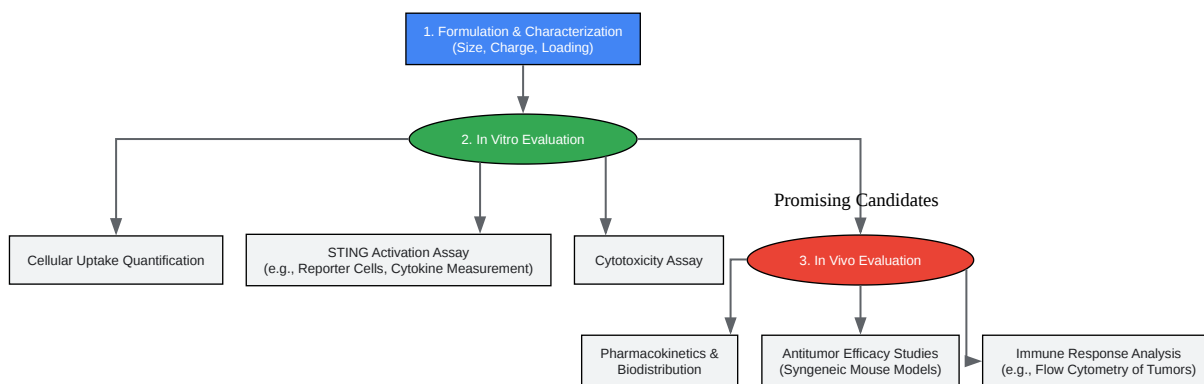 1. Formulation & Characterization
(Size, Charge, Loading)
2. In Vitro Evaluation
Promising Candidates
Cellular Uptake Quantification
STING Activation Assay
(e.g., Reporter Cells, Cytokine Measurement)
Cytotoxicity Assay
3. In Vivo Evaluation
Pharmacokinetics &
Biodistribution
Antitumor Efficacy Studies
(Syngeneic Mouse Models)
Immune Response Analysis
(e.g., Flow Cytometry of Tumors)